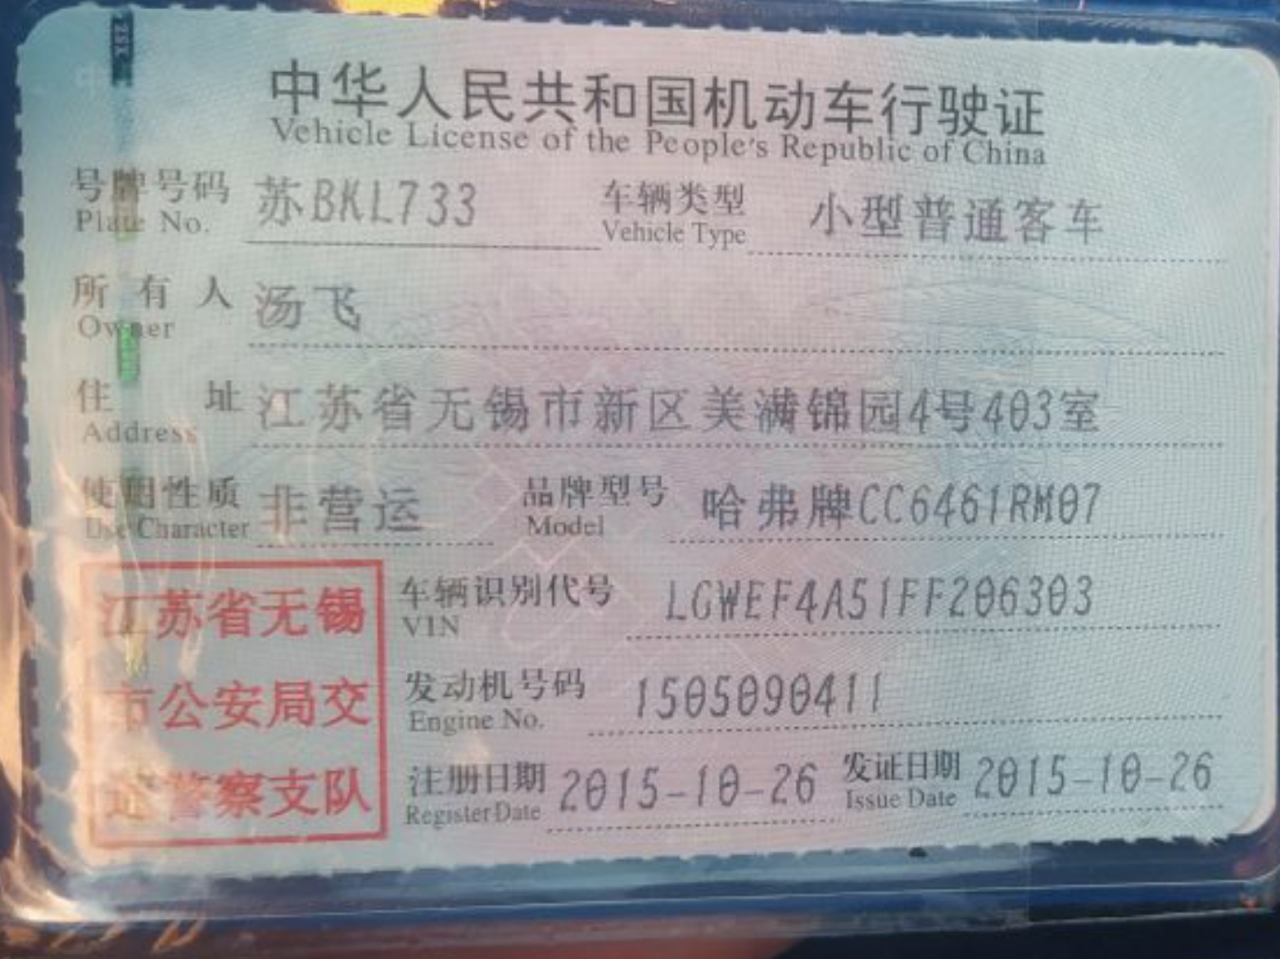 中华人民共和国机动车行驶证
Vehicle License of the People's Republic of China
号牌号码 苏BKL733 车辆类型 小型普通客车
Plate No. Vehicle Type
所有人 汤飞
Owner
住址 江苏省无锡市新区美满锦园4号403室
Address
使用性质 非营运 品牌型号 哈弗牌CC6461RM07
Use Character Model
江苏省无锡
市公安局交
通警察支队
车辆识别代号 LGWEF4A51FF206303
VIN
发动机号码 1505090411
Engine No.
注册日期 2015-10-26 发证日期 2015-10-26
Register Date Issue Date